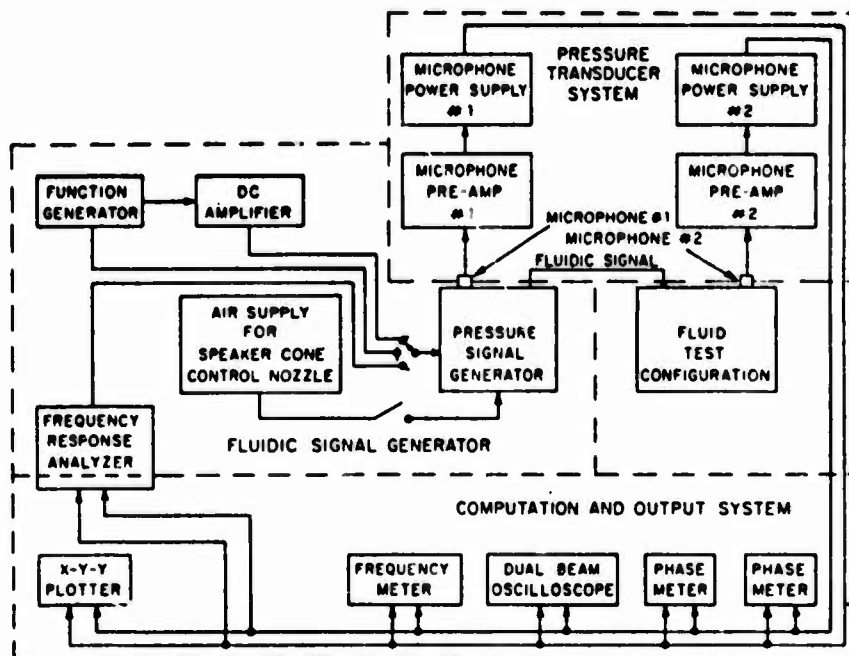 PRESSURE
TRANSDUCER
SYSTEM
MICROPHONE
POWER SUPPLY
#1
MICROPHONE
POWER SUPPLY
#2
MICROPHONE
PRE-AMP
#1
MICROPHONE
PRE-AMP
#2
FUNCTION
GENERATOR
DC
AMPLIFIER
MICROPHONE #1
MICROPHONE #2
FLUIDIC SIGNAL
AIR SUPPLY
FOR
SPEAKER CONE
CONTROL NOZZLE
PRESSURE
SIGNAL
GENERATOR
FLUID
TEST
CONFIGURATION
FREQUENCY
RESPONSE
ANALYZER
FLUIDIC SIGNAL GENERATOR
COMPUTATION AND OUTPUT SYSTEM
X-Y-Y
PLOTTER
FREQUENCY
METER
DUAL BEAM
OSCILLOSCOPE
PHASE
METER
PHASE
METER